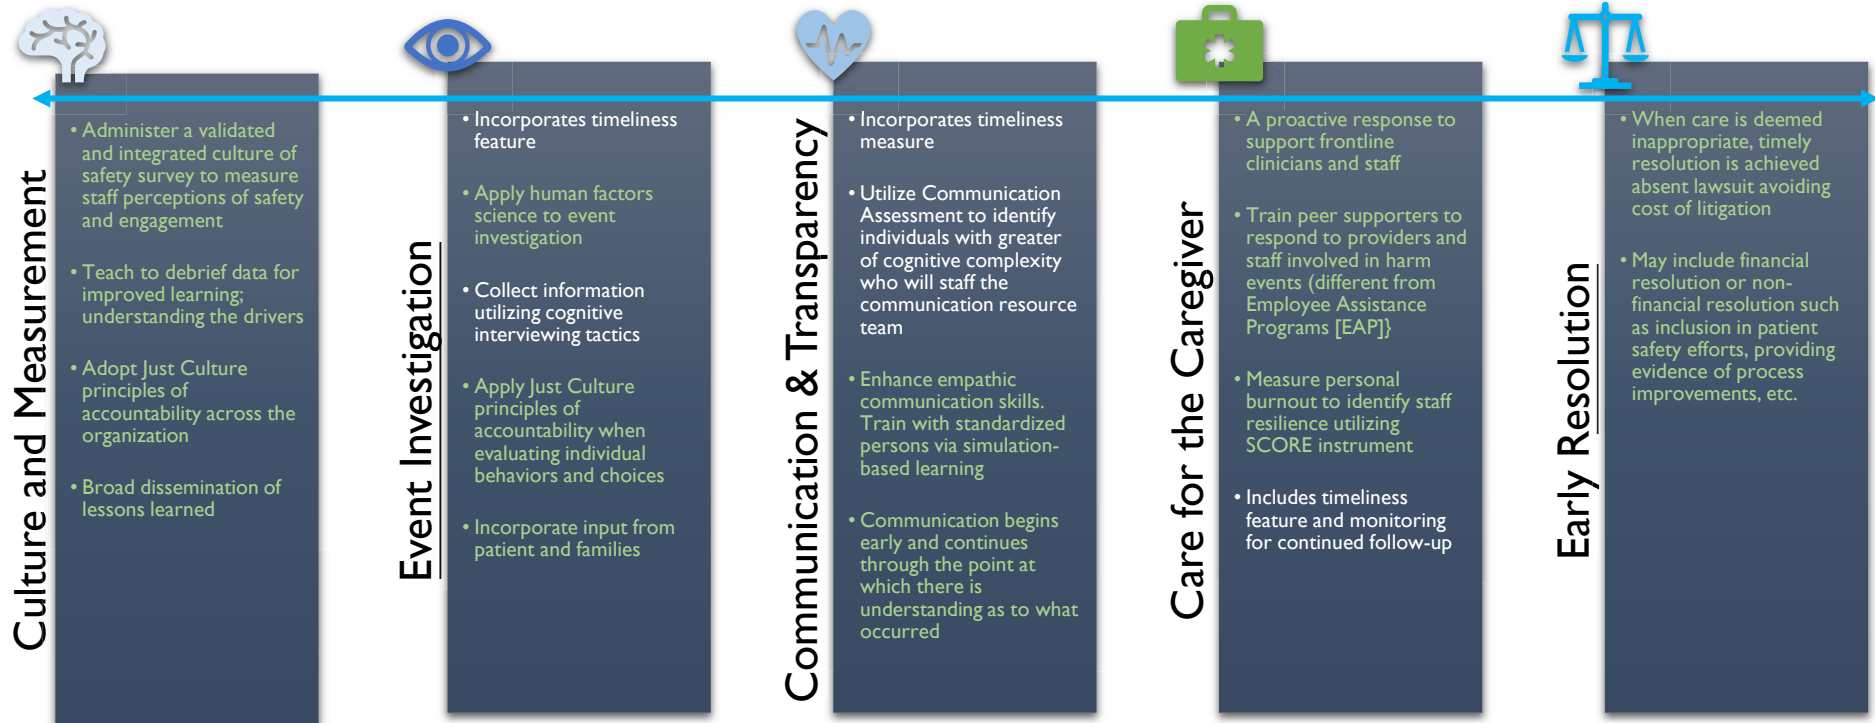 Culture and Measurement
• Administer a validated
and integrated culture of
safety survey to measure
staff perceptions of safety
and engagement
• Teach to debrief data for
improved learning;
understanding the drivers
• Adopt Just Culture
principles of
accountability across the
organization
• Broad dissemination of
lessons learned
Event Investigation
• Incorporates timeliness
feature
• Apply human factors
science to event
investigation
• Collect information
utilizing cognitive
interviewing tactics
• Apply Just Culture
principles of
accountability when
evaluating individual
behaviors and choices
• Incorporate input from
patient and families
Communication & Transparency
• Incorporates timeliness
measure
• Utilize Communication
Assessment to identify
individuals with greater
of cognitive complexity
who will staff the
communication resource
team
• Enhance empathic
communication skills.
Train with standardized
persons via simulation-
based learning
• Communication begins
early and continues
through the point at
which there is
understanding as to what
occurred
Care for the Caregiver
• A proactive response to
support frontline
clinicians and staff
• Train peer supporters to
respond to providers and
staff involved in harm
events (different from
Employee Assistance
Programs [EAP]}
• Measure personal
burnout to identify staff
resilience utilizing
SCORE instrument
• Includes timeliness
feature and monitoring
for continued follow-up
Early Resolution
• When care is deemed
inappropriate, timely
resolution is achieved
absent lawsuit avoiding
cost of litigation
• May include financial
resolution or non-
financial resolution such
as inclusion in patient
safety efforts, providing
evidence of process
improvements, etc.